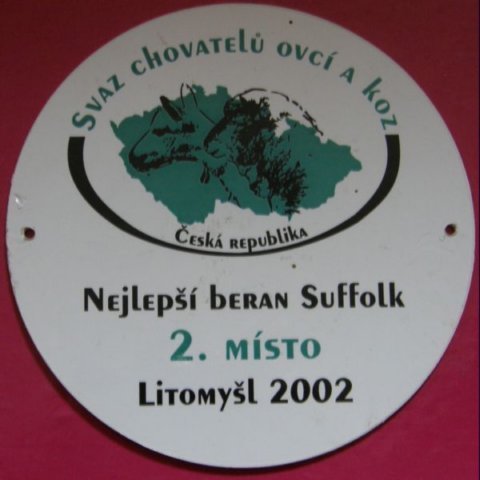 Svaz chovatelů ovcí a koz
Česká republika
Nejlepší beran Suffolk
2. místo
Litomyšl 2002